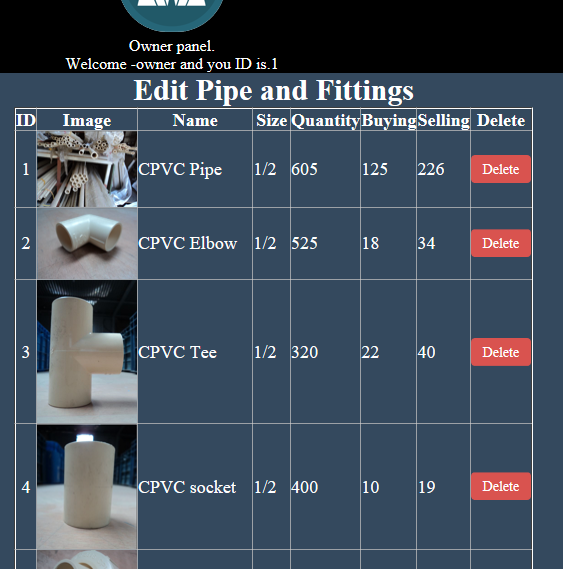 Owner panel.
Welcome -owner and you ID is.1
Edit Pipe and Fittings
ID Image Name Size Quantity Buying Selling Delete
1 CPVC Pipe 1/2 605 125 226 Delete
2 CPVC Elbow 1/2 525 18 34 Delete
3 CPVC Tee 1/2 320 22 40 Delete
4 CPVC socket 1/2 400 10 19 Delete